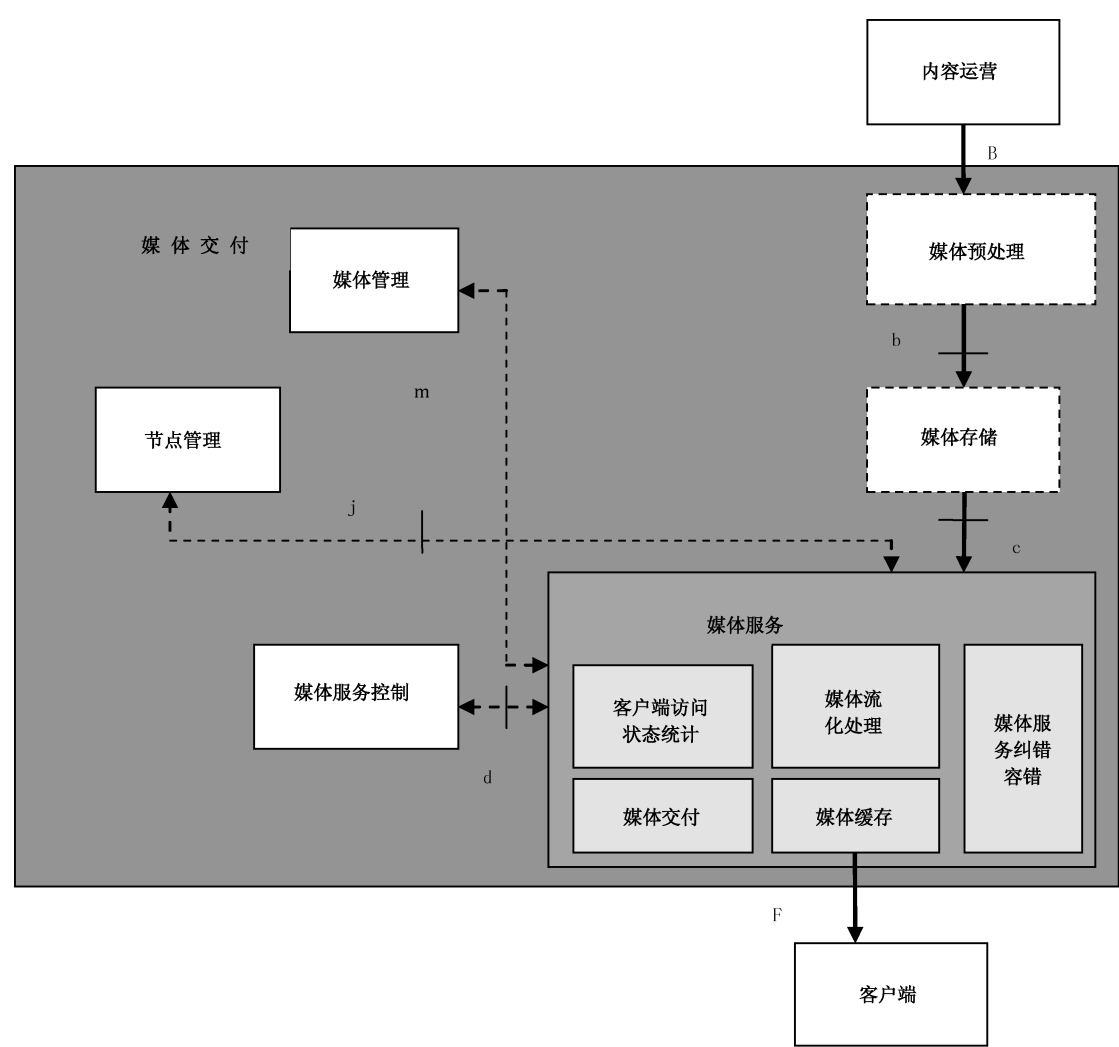 内容运营
B
媒体交付
媒体管理
媒体预处理
b
m
节点管理
媒体存储
j
c
媒体服务
媒体服务控制
d
客户端访问
状态统计
媒体流
化处理
媒体服
务纠错
容错
媒体交付
媒体缓存
F
客户端